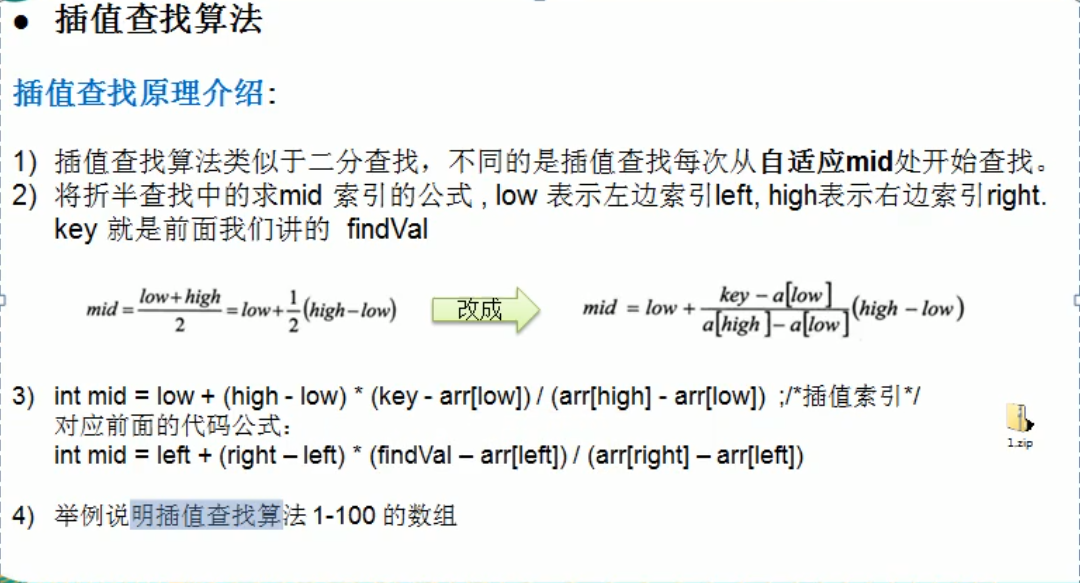 ● 插值查找算法
插值查找原理介绍:
1) 插值查找算法类似于二分查找，不同的是插值查找每次从自适应mid处开始查找。
2) 将折半查找中的求mid 索引的公式 , low 表示左边索引left, high表示右边索引right.
key 就是前面我们讲的 findVal
mid = \frac{low+high}{2} = low + \frac{1}{2}(high-low) 改成 mid = low + \frac{key - a[low]}{a[high] - a[low]}(high - low)
3) int mid = low + (high - low) * (key - arr[low]) / (arr[high] - arr[low]) ;/*插值索引*/
对应前面的代码公式：
int mid = left + (right – left) * (findVal – arr[left]) / (arr[right] – arr[left])
1.zip
4) 举例说明插值查找算法 1-100 的数组